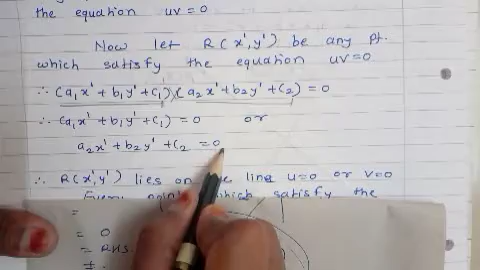 the equation uv=0
Now let R(x',y') be any pt.
which satisfy the equation uv=0
∴ (a₁x'+b₁y'+c₁)(a₂x'+b₂y'+c₂)=0
∴ (a₁x'+b₁y'+c₁)=0 or
a₂x'+b₂y'+c₂=0
∴ R(x',y') lies on the line u=0 or v=0
Every point which satisfy the
=
= 0
= RHS.